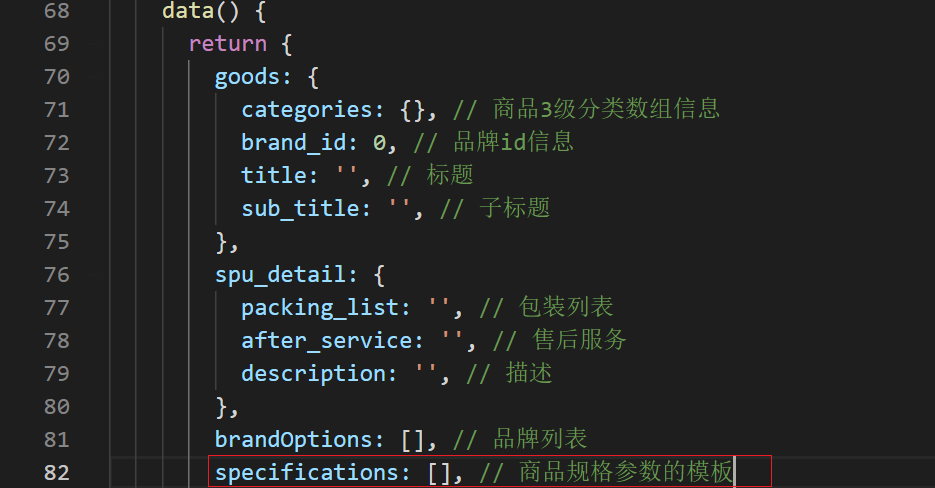 68 data() {
69 return {
70 goods: {
71 categories: {}, // 商品3级分类数组信息
72 brand_id: 0, // 品牌id信息
73 title: '', // 标题
74 sub_title: '', // 子标题
75 },
76 spu_detail: {
77 packing_list: '', // 包装列表
78 after_service: '', // 售后服务
79 description: '', // 描述
80 },
81 brandOptions: [], // 品牌列表
82 specifications: [], // 商品规格参数的模板